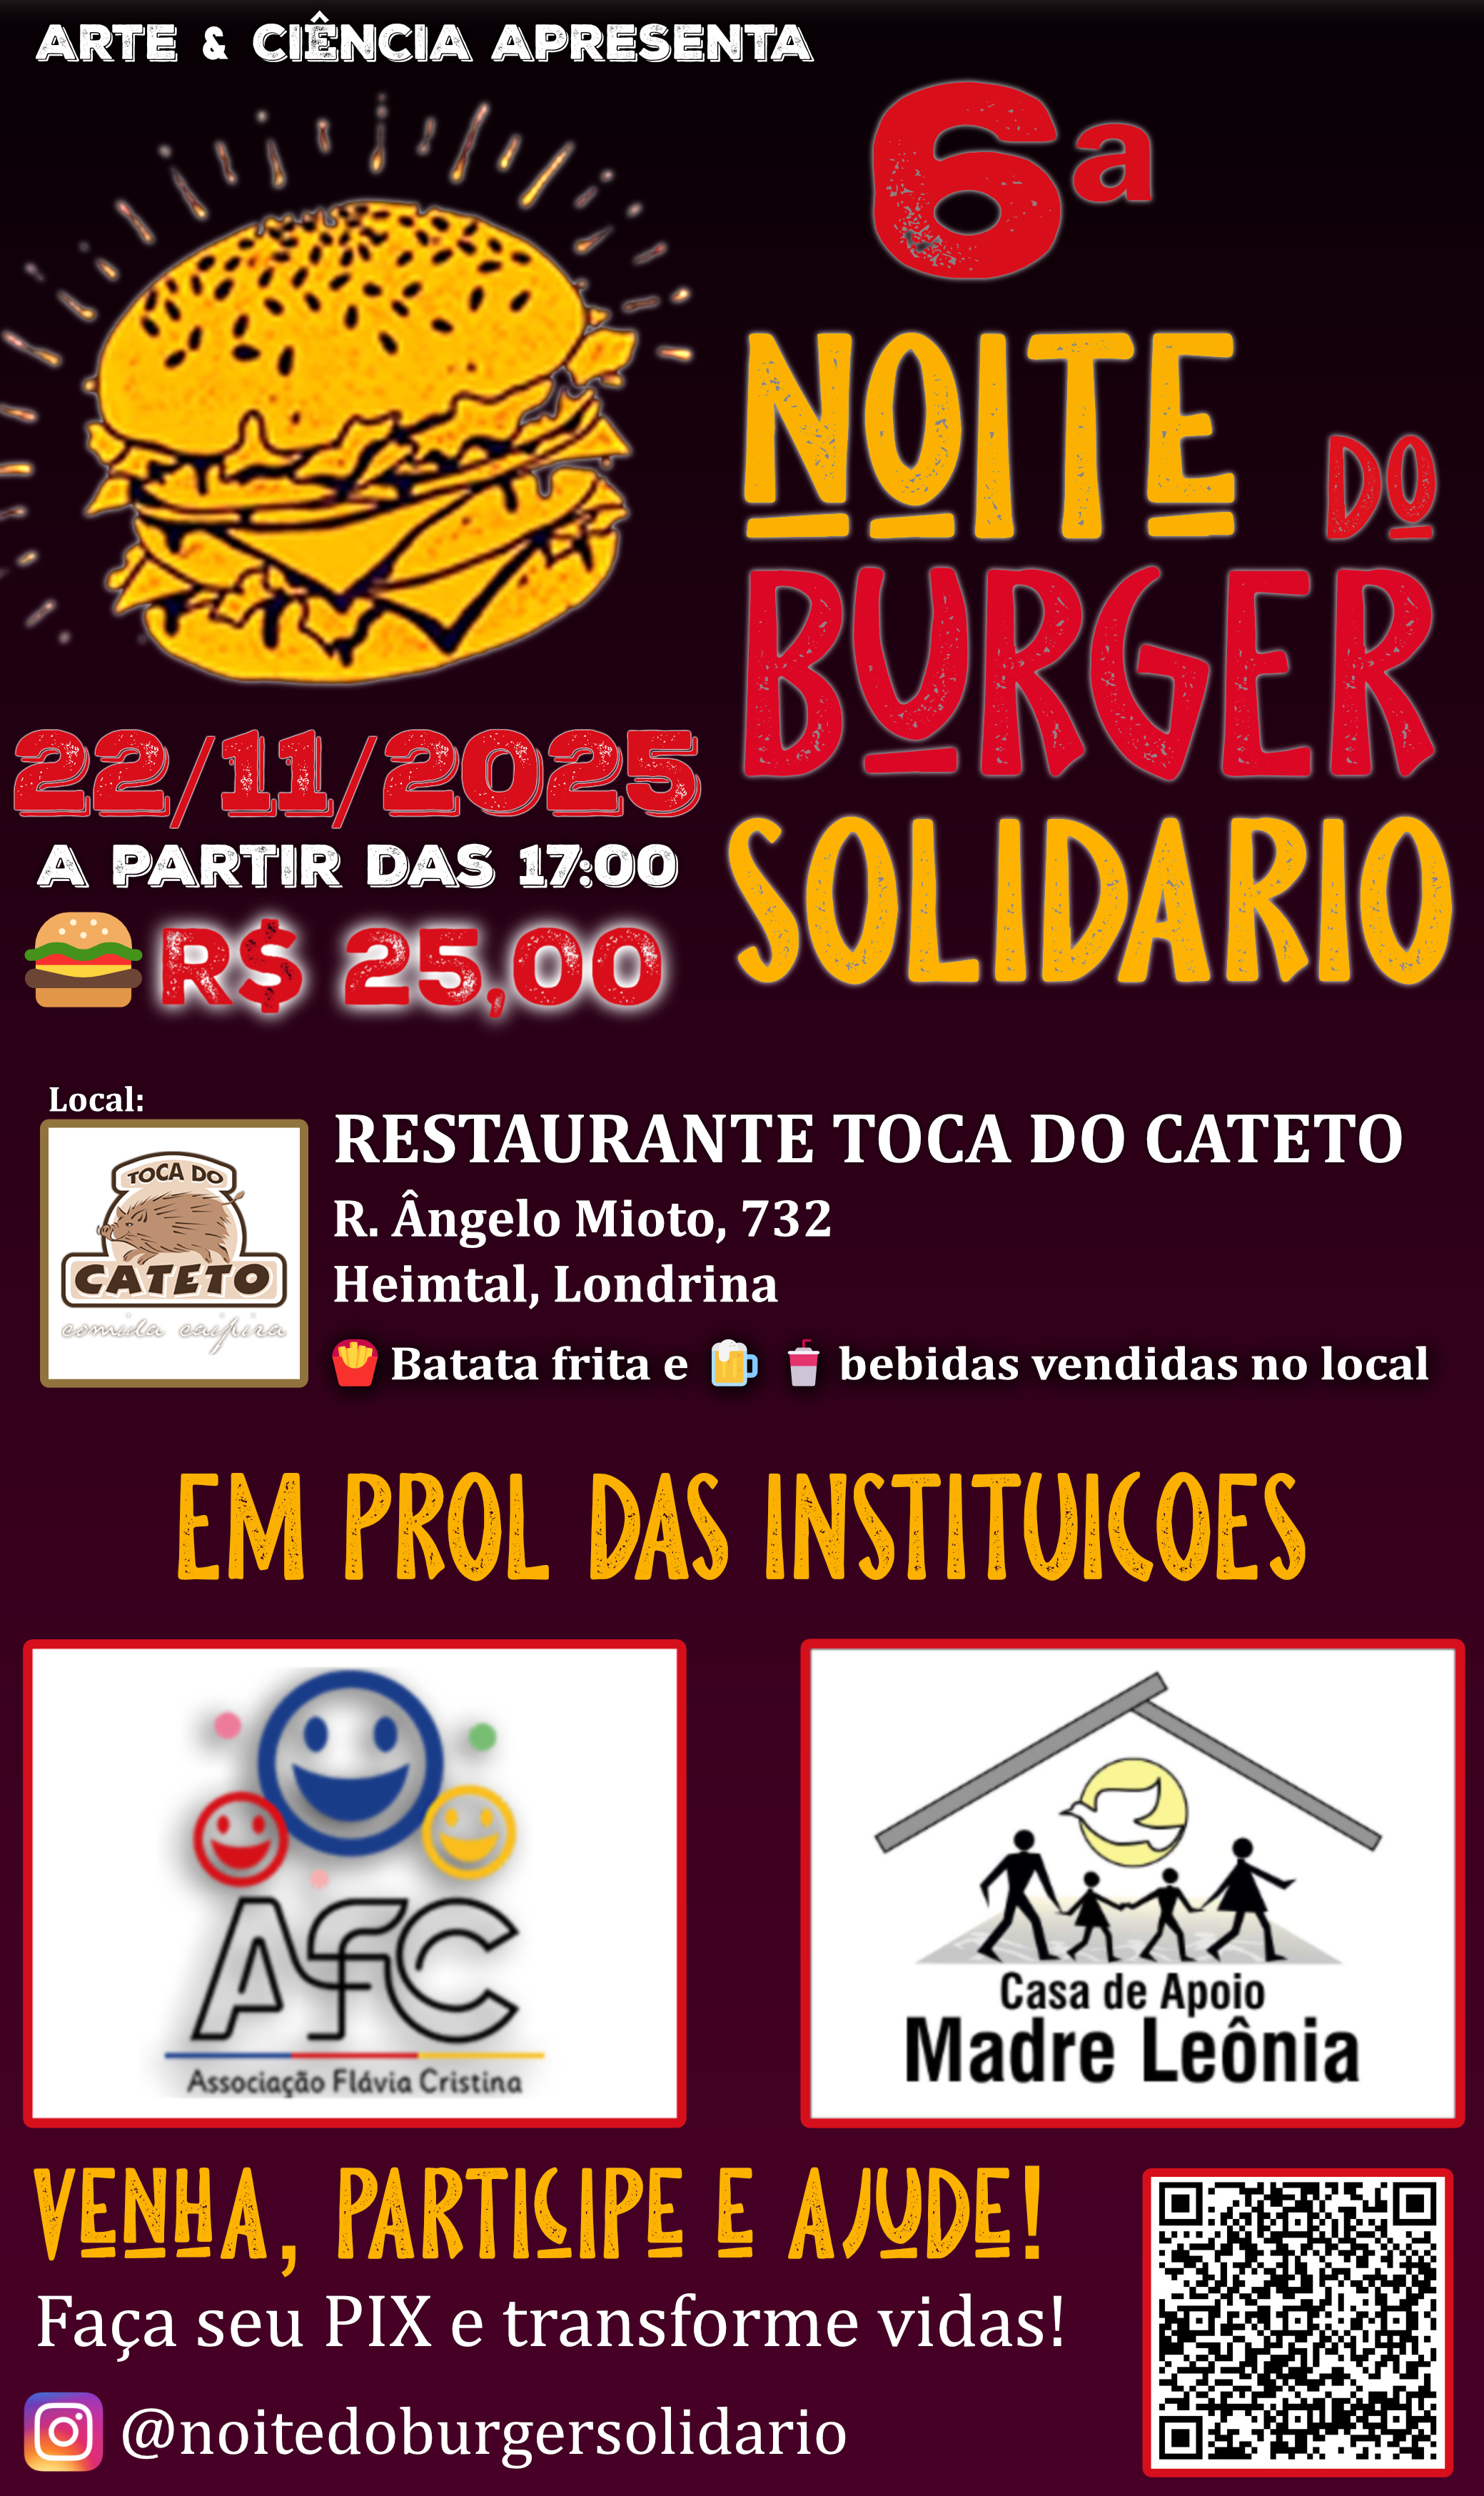 ARTE & CIÊNCIA APRESENTA
6ª
NOITE DO
BURGER
SOLIDARIO
22/11/2025
A PARTIR DAS 17:00
R$ 25,00
Local:
TOCA DO
CATETO
comida caipira
RESTAURANTE TOCA DO CATETO
R. Ângelo Mioto, 732
Heimtal, Londrina
Batata frita e bebidas vendidas no local
EM PROL DAS INSTITUICOES
AFC
Associação Flávia Cristina
Casa de Apoio
Madre Leônia
VENHA, PARTICIPE E AJUDE!
Faça seu PIX e transforme vidas!
@noitedoburgersolidario